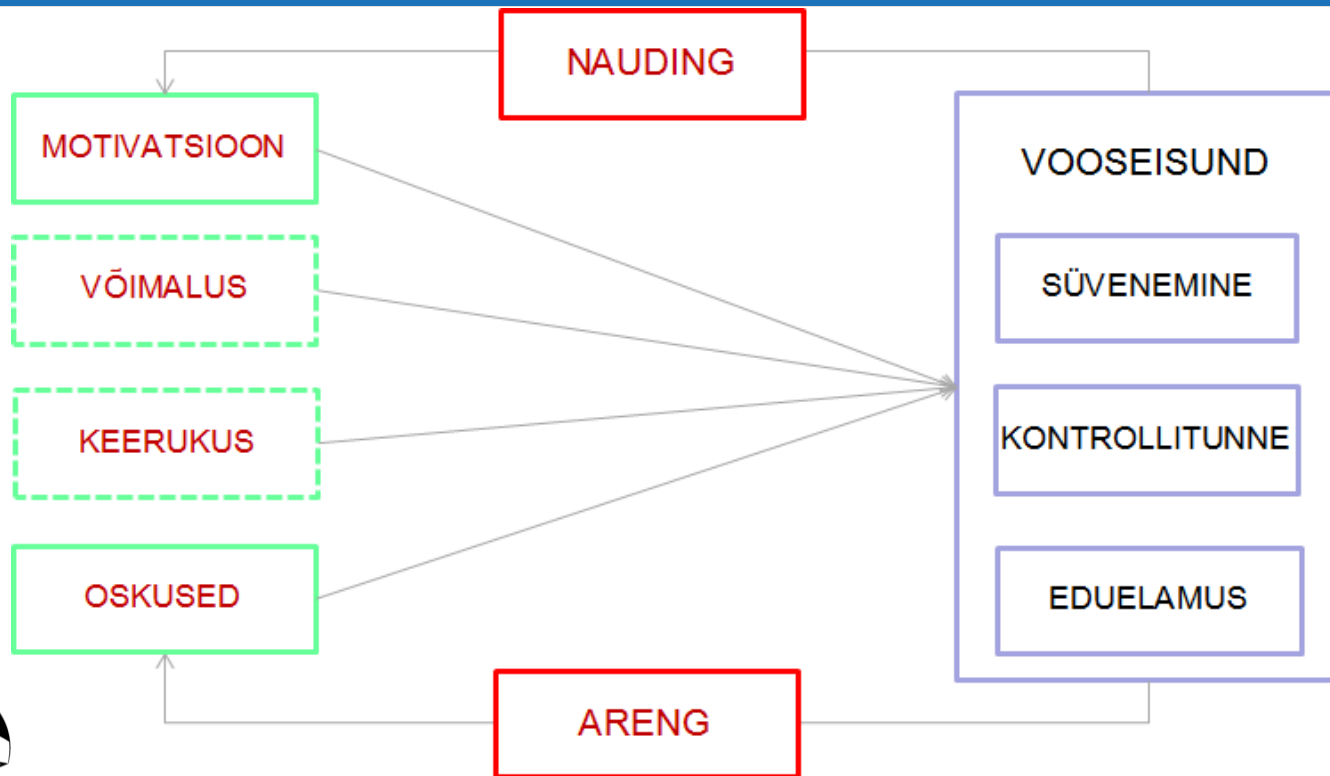 NAUDING
MOTIVATSIOON
VÕIMALUS
KEERUKUS
OSKUSED
ARENG
VOOSEISUND
SÜVENEMINE
KONTROLLITUNNE
EDUELAMUS